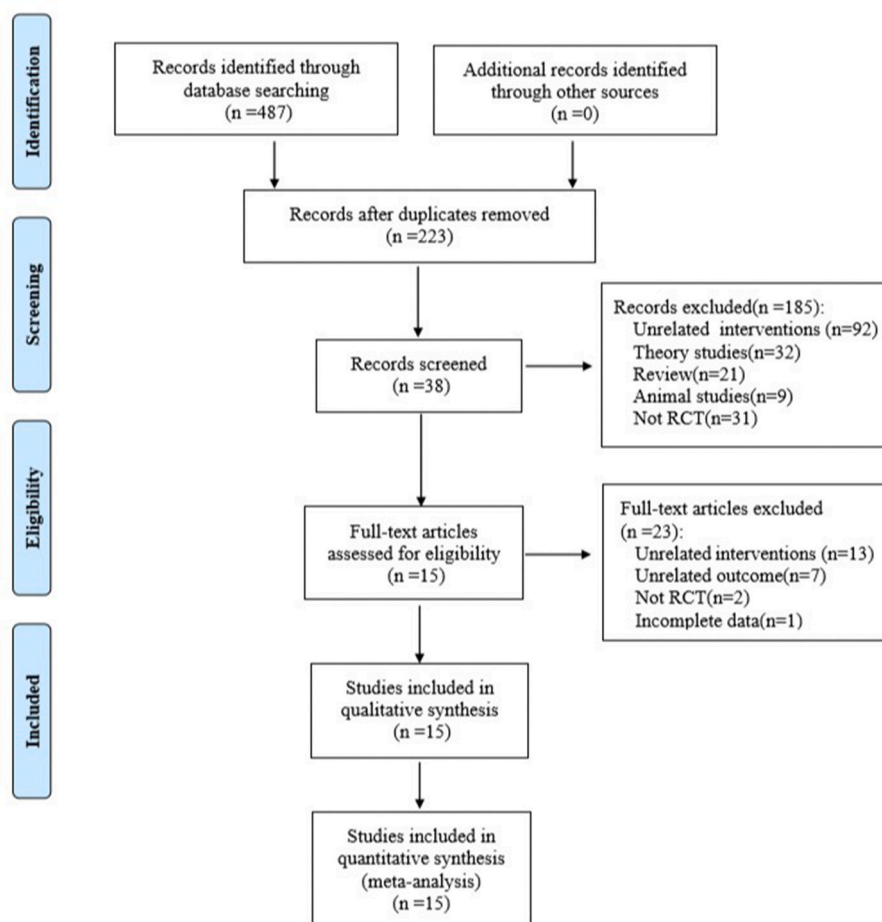 Identification
Records identified through
database searching
(n =487)
Additional records identified
through other sources
(n =0)
Records after duplicates removed
(n =223)
Screening
Records screened
(n =38)
Records excluded(n =185):
Unrelated interventions (n=92)
Theory studies(n=32)
Review(n=21)
Animal studies(n=9)
Not RCT(n=31)
Eligibility
Full-text articles
assessed for eligibility
(n =15)
Full-text articles excluded
(n =23):
Unrelated interventions (n=13)
Unrelated outcome(n=7)
Not RCT(n=2)
Incomplete data(n=1)
Included
Studies included in
qualitative synthesis
(n =15)
Studies included in
quantitative synthesis
(meta-analysis)
(n =15)